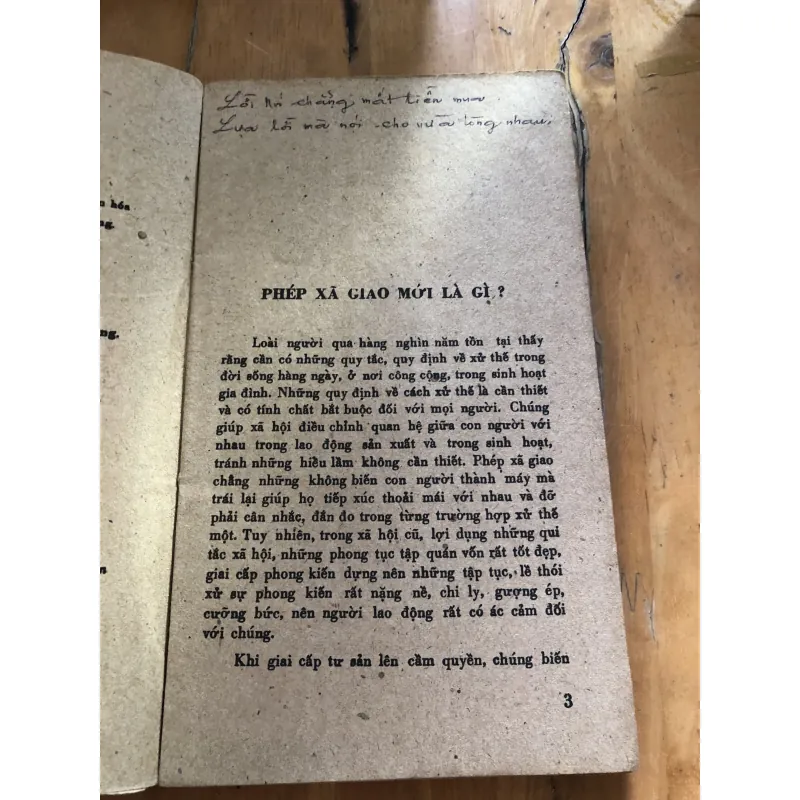 n hóa
ng.
ng.
n
Lời nói chẳng mất tiền mua
Lựa lời mà nói cho vừa lòng nhau.
PHÉP XÃ GIAO MỚI LÀ GÌ ?
Loài người qua hàng nghìn năm tồn tại thấy
rằng cần có những quy tắc, quy định về xử thế trong
đời sống hàng ngày, ở nơi công cộng, trong sinh hoạt
gia đình. Những quy định về cách xử thế là cần thiết
và có tính chất bắt buộc đối với mọi người. Chúng
giúp xã hội điều chỉnh quan hệ giữa con người với
nhau trong lao động sản xuất và trong sinh hoạt,
tránh những hiều lầm không cần thiết. Phép xã giao
chẳng những không biến con người thành máy mà
trái lại giúp họ tiếp xúc thoải mái với nhau và đỡ
phải cân nhắc, đắn đo trong từng trường hợp xử thế
một. Tuy nhiên, trong xã hội cũ, lợi dụng những qui
tắc xã hội, những phong tục tập quán vốn rất tốt đẹp,
giai cấp phong kiến dựng nên những tập tục, lề thói
xử sự phong kiến rất nặng nề, chi ly, gượng ép,
cưỡng bức, nên người lao động rất có ác cảm đối
với chúng.
Khi giai cấp tư sản lên cầm quyền, chúng biến
3